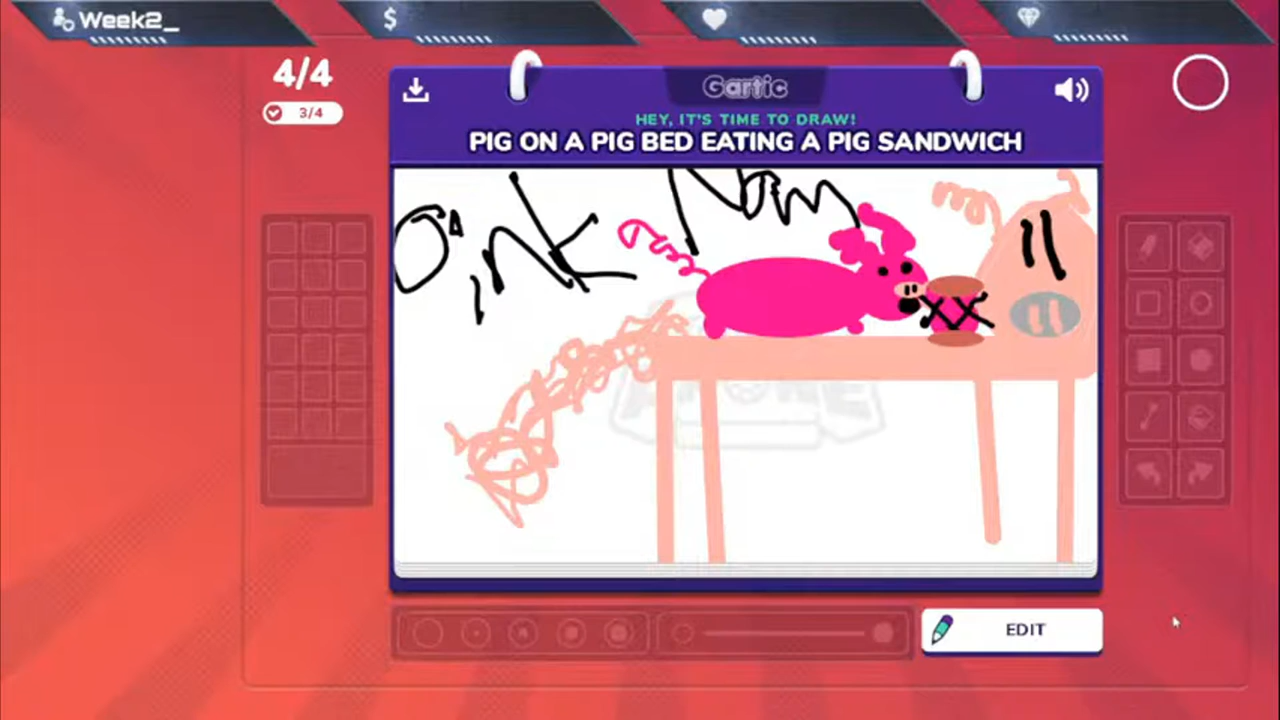 Week2_
$
4/4
3/4
Gartic
HEY, IT'S TIME TO DRAW!
PIG ON A PIG BED EATING A PIG SANDWICH
Oink Nom
EDIT